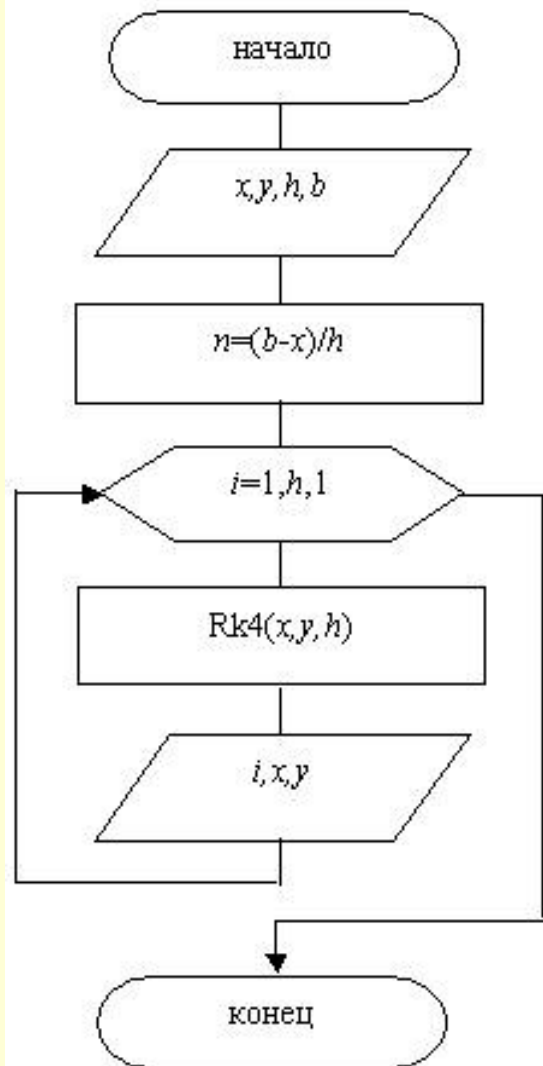 начало
x,y,h,b
n=(b-x)/h
i=1,h,1
Rk4(x,y,h)
i,x,y
конец